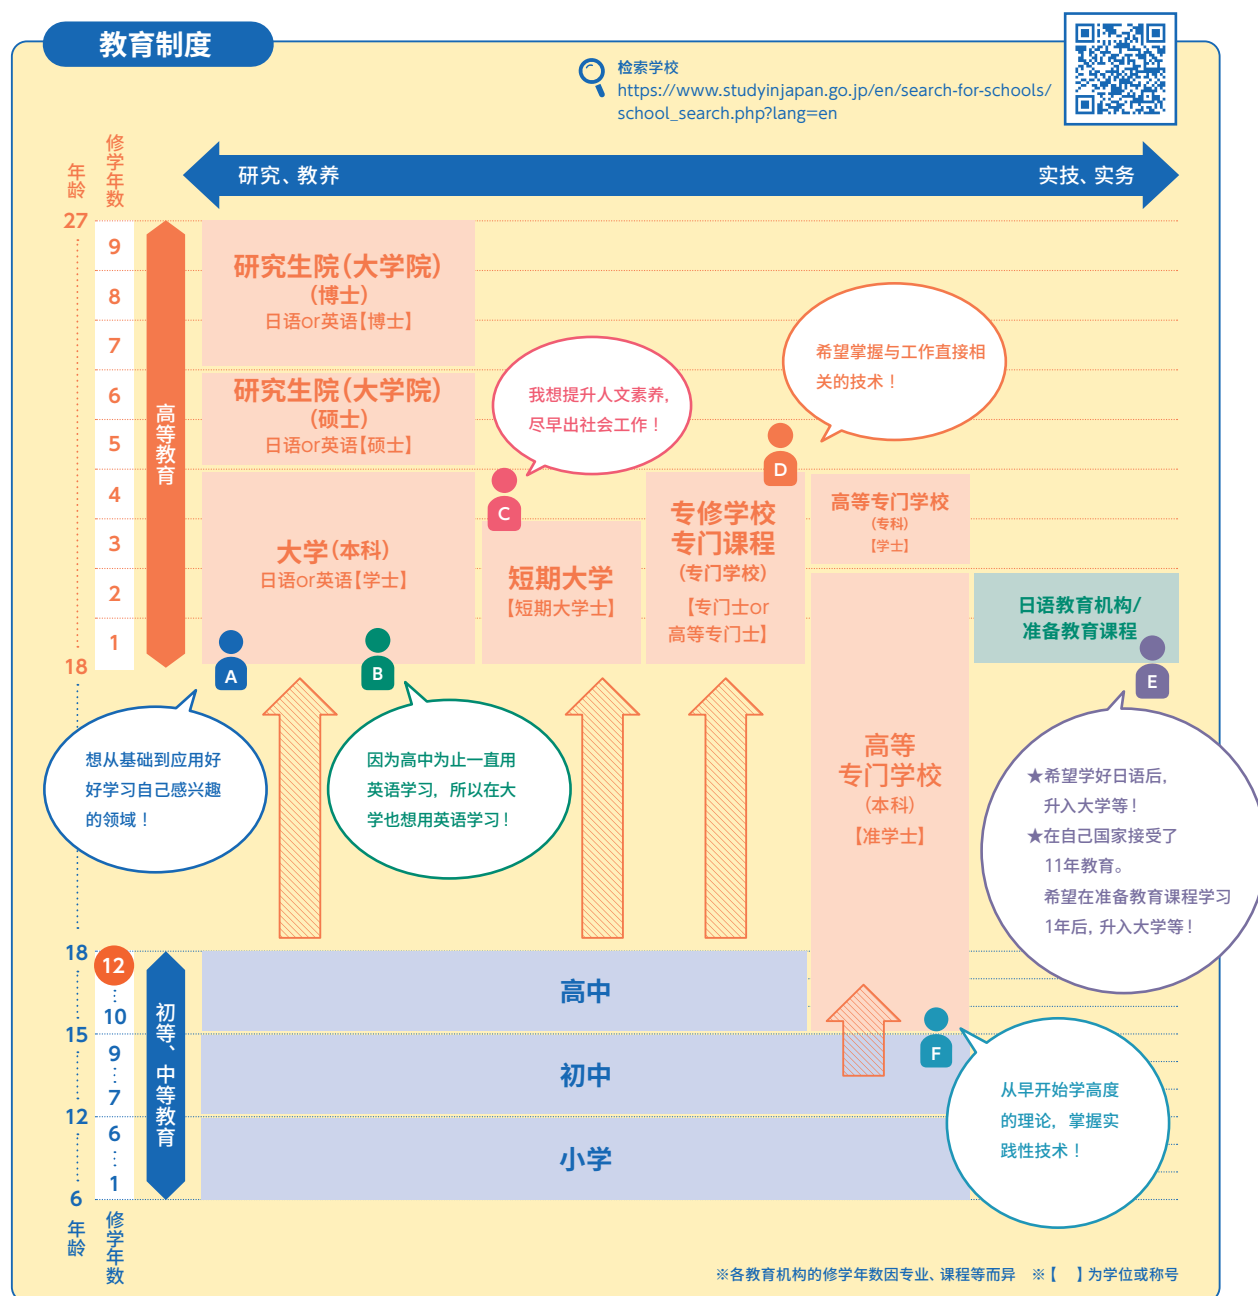 教育制度
检索学校
https://www.studyinjapan.go.jp/en/search-for-schools/
school_search.php?lang=en
年龄
修学年数
研究、教养
实技、实务
27
9
8
7
6
5
4
3
2
1
18
高等教育
研究生院(大学院)
(博士)
日语or英语【博士】
研究生院(大学院)
(硕士)
日语or英语【硕士】
大学(本科)
日语or英语【学士】
我想提升人文素养,
尽早出社会工作！
C
短期大学
【短期大学士】
希望掌握与工作直接相
关的技术！
D
专修学校
专门课程
(专门学校)
【专门士or
高等专门士】
高等专门学校
(专科)
【学士】
日语教育机构/
准备教育课程
A
B
E
想从基础到应用好
好学习自己感兴趣
的领域！
因为高中为止一直用
英语学习，所以在大
学也想用英语学习！
高等
专门学校
(本科)
【准学士】
★希望学好日语后,
升入大学等！
★在自己国家接受了
11年教育。
希望在准备教育课程学习
1年后, 升入大学等！
18
12
10
15
9
7
12
6
1
6
初等、中等教育
高中
初中
小学
F
从早开始学高度
的理论，掌握实
践性技术！
年龄
修学年数
※各教育机构的修学年数因专业、课程等而异　※【　】为学位或称号